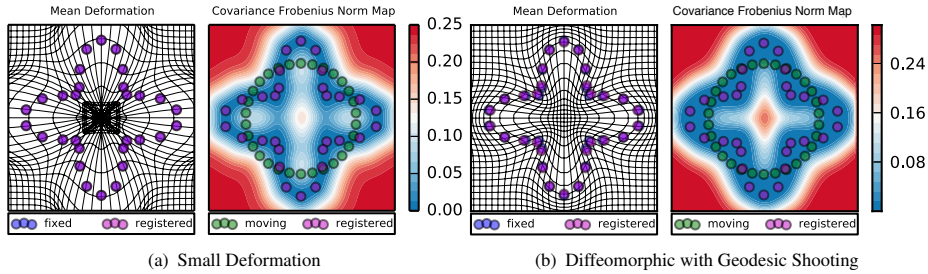 Mean Deformation
Covariance Frobenius Norm Map
0.25
0.20
0.15
0.10
0.05
0.00
fixed
registered
moving
registered
(a) Small Deformation
Mean Deformation
Covariance Frobenius Norm Map
0.24
0.16
0.08
fixed
registered
moving
registered
(b) Diffeomorphic with Geodesic Shooting